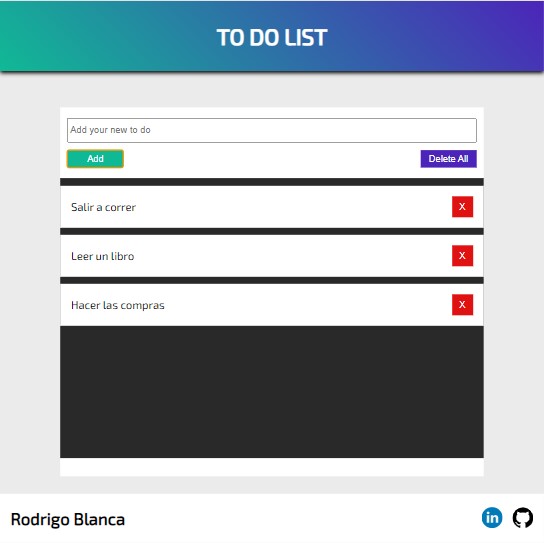 TO DO LIST
Add your new to do
Add
Delete All
Salir a correr
X
Leer un libro
X
Hacer las compras
X
Rodrigo Blanca
in